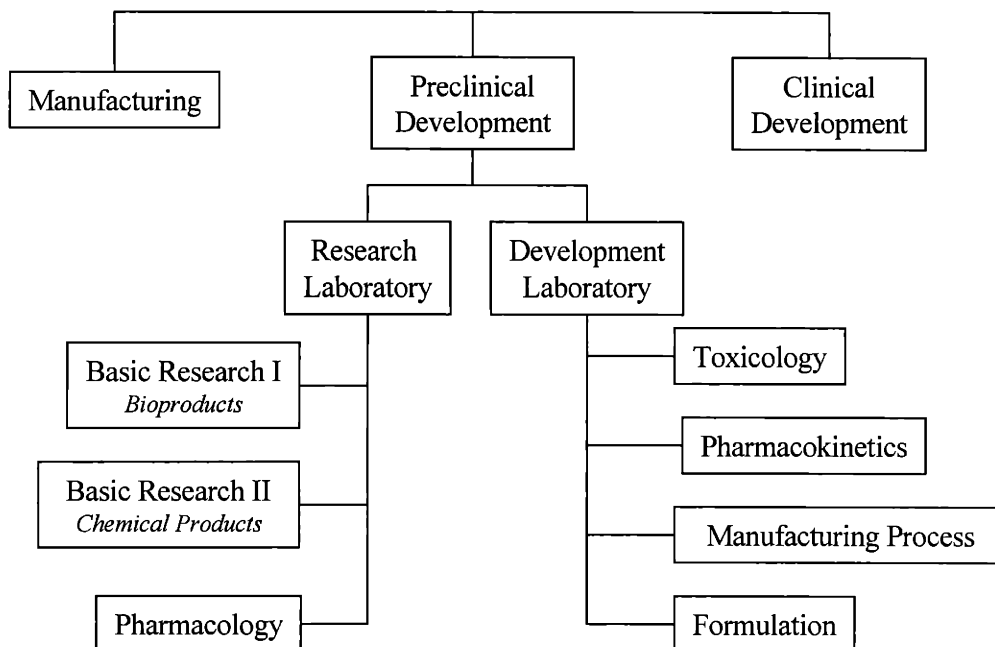 Manufacturing
Preclinical
Development
Clinical
Development
Research
Laboratory
Development
Laboratory
Basic Research I
Bioproducts
Basic Research II
Chemical Products
Pharmacology
Toxicology
Pharmacokinetics
Manufacturing Process
Formulation